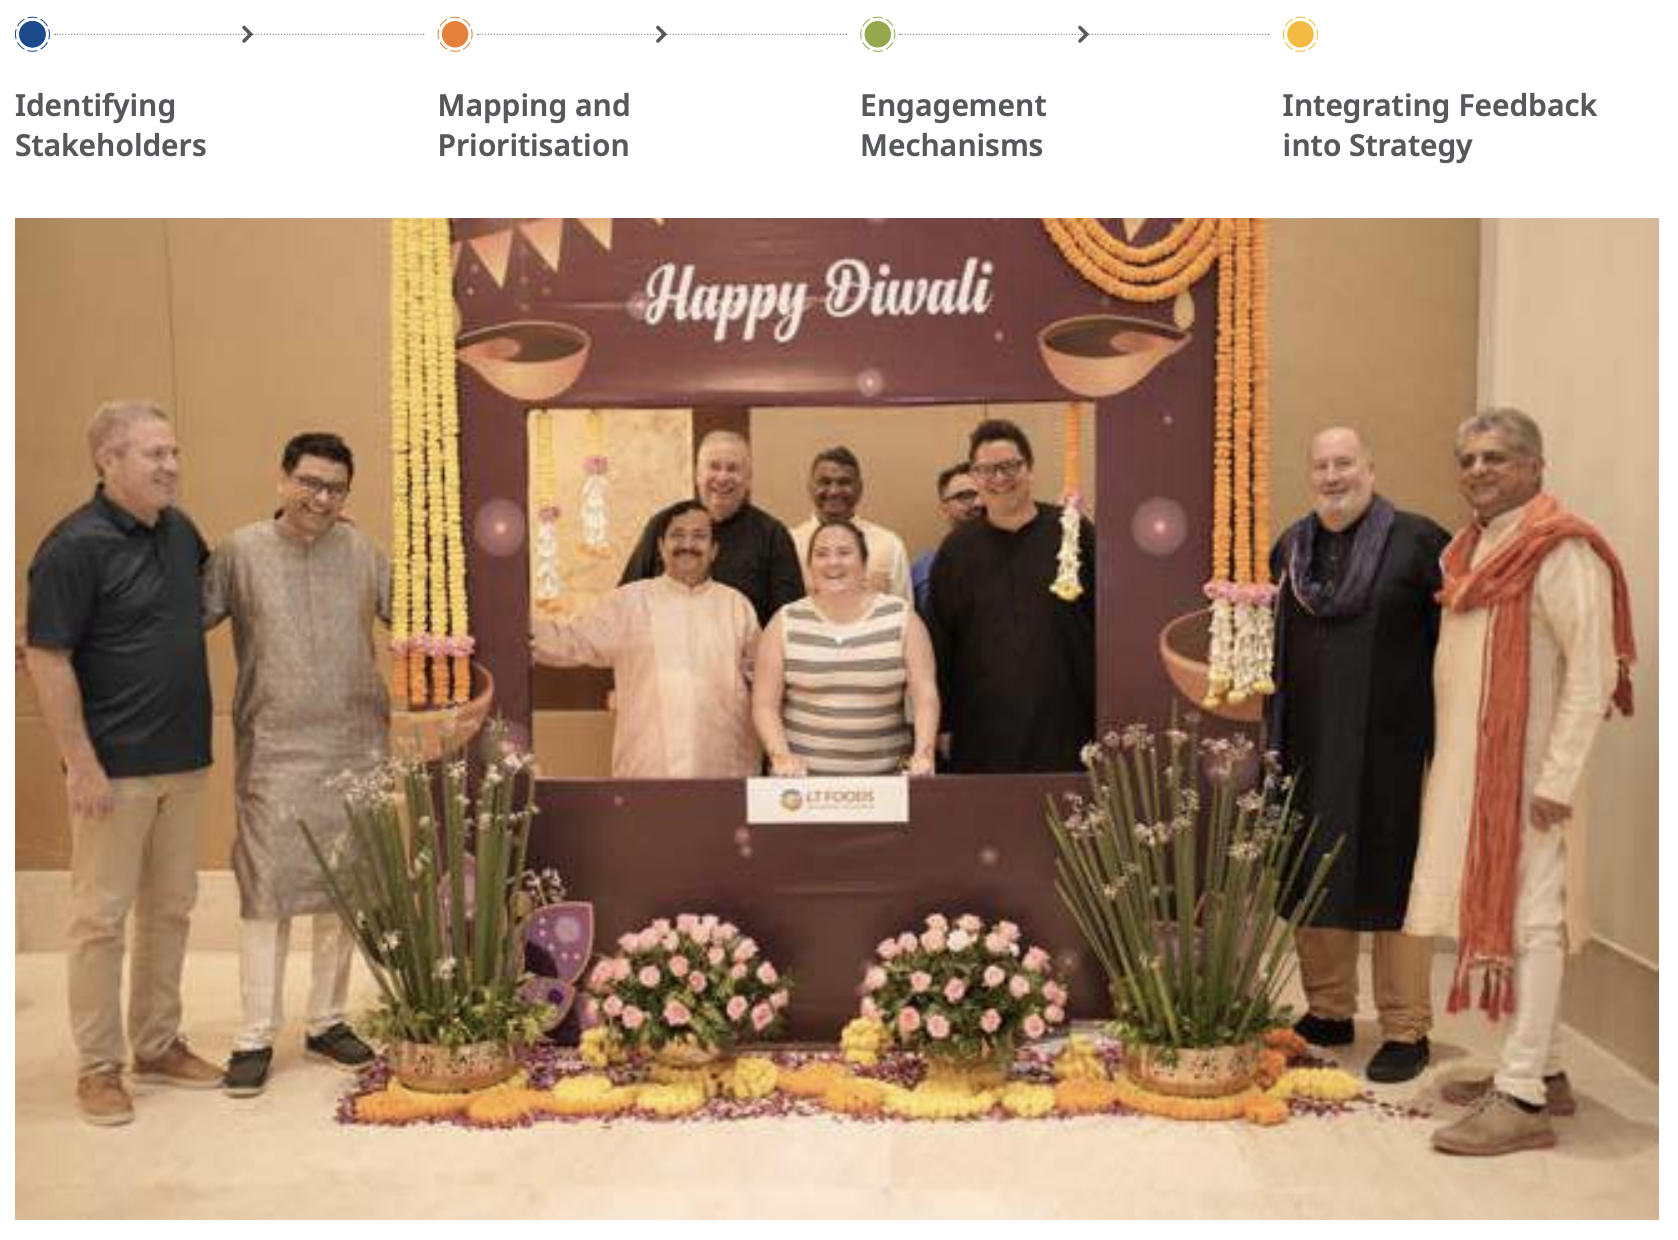 Identifying
Stakeholders
Mapping and
Prioritisation
Engagement
Mechanisms
Integrating Feedback
into Strategy
Happy Diwali
LT FOODS